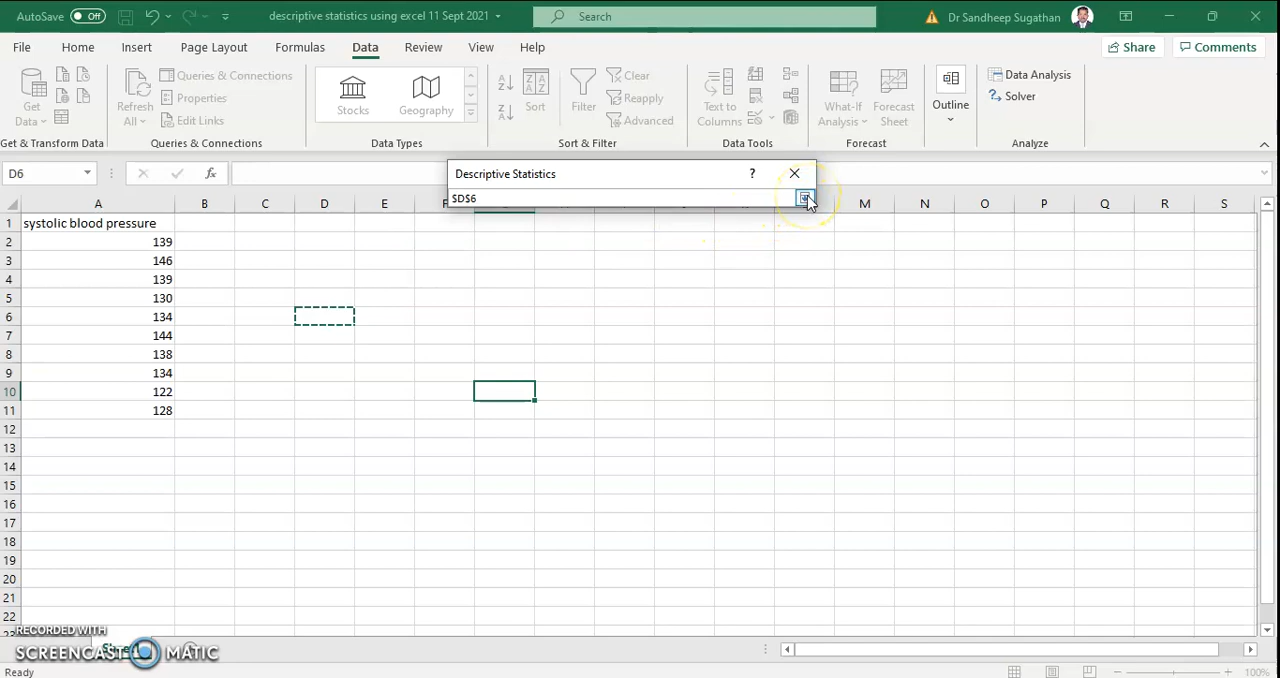 AutoSave Off descriptive statistics using excel 11 Sept 2021 Search Dr Sandheep Sugathan
File Home Insert Page Layout Formulas Data Review View Help Share Comments
Get Data
Refresh All
Queries & Connections
Properties
Edit Links
Stocks Geography
Sort
Filter
Clear
Reapply
Advanced
Text to Columns
What-If Analysis
Forecast Sheet
Outline
Data Analysis
Solver
Get & Transform Data Queries & Connections Data Types Sort & Filter Data Tools Forecast Analyze
D6 fx
Descriptive Statistics ?
$D$6
A B C D E F M N O P Q R S
1 systolic blood pressure
2 139
3 146
4 139
5 130
6 134
7 144
8 138
9 134
10 122
11 128
12
13
14
15
16
17
18
19
20
21
22
23
RECORDED WITH
SCREENCAST MATIC
Ready 100%